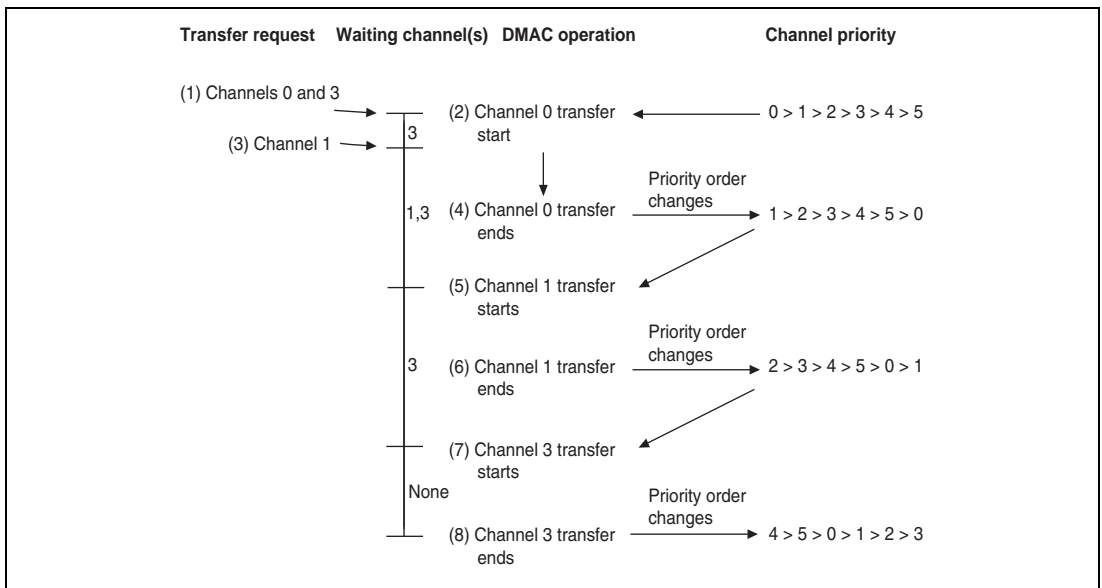 Transfer request Waiting channel(s) DMAC operation Channel priority
(1) Channels 0 and 3
(2) Channel 0 transfer
start
0 > 1 > 2 > 3 > 4 > 5
3
(3) Channel 1
1,3
(4) Channel 0 transfer
ends
Priority order
changes
1 > 2 > 3 > 4 > 5 > 0
(5) Channel 1 transfer
starts
3
(6) Channel 1 transfer
ends
Priority order
changes
2 > 3 > 4 > 5 > 0 > 1
(7) Channel 3 transfer
starts
None
(8) Channel 3 transfer
ends
Priority order
changes
4 > 5 > 0 > 1 > 2 > 3